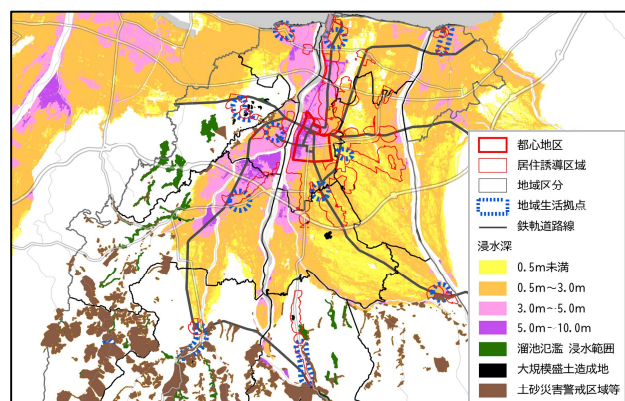 都心地区
居住誘導区域
地域区分
地域生活拠点
鉄軌道路線
浸水深
0.5m未満
0.5m～3.0m
3.0m～5.0m
5.0m～10.0m
溜池氾濫 浸水範囲
大規模盛土造成地
土砂災害警戒区域等